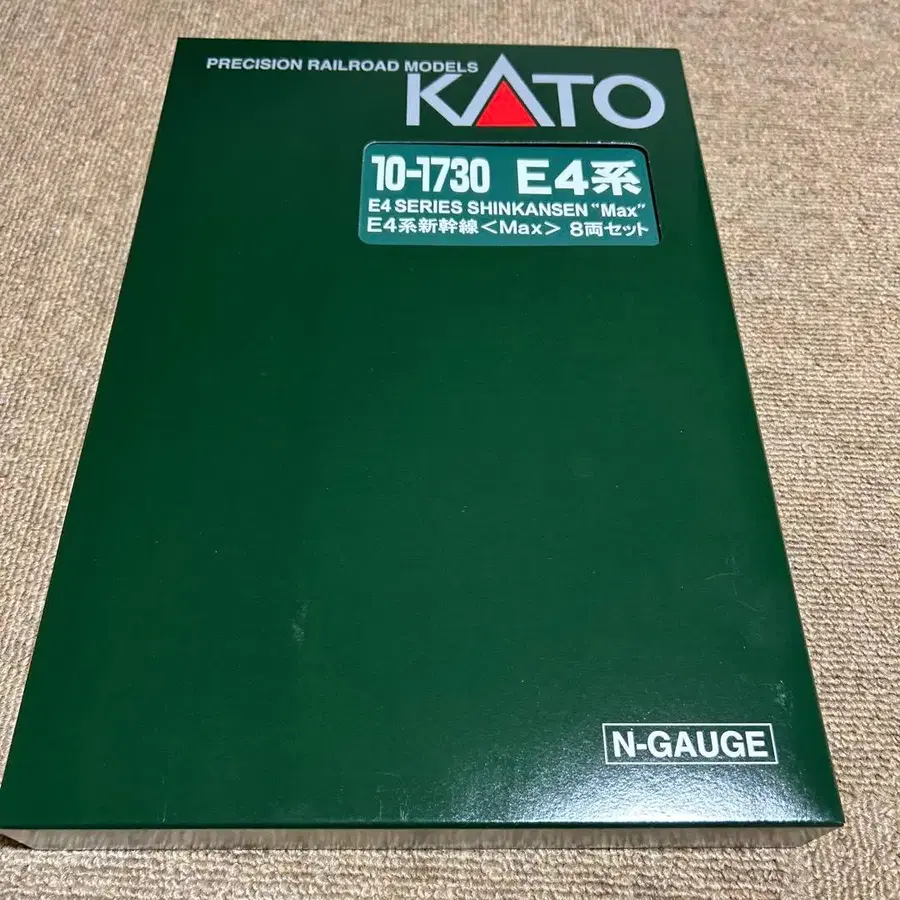 PRECISION RAILROAD MODELS
KATO
10-1730 E4系
E4 SERIES SHINKANSEN "Max"
E4系新幹線<Max> 8両セット
N-GAUGE